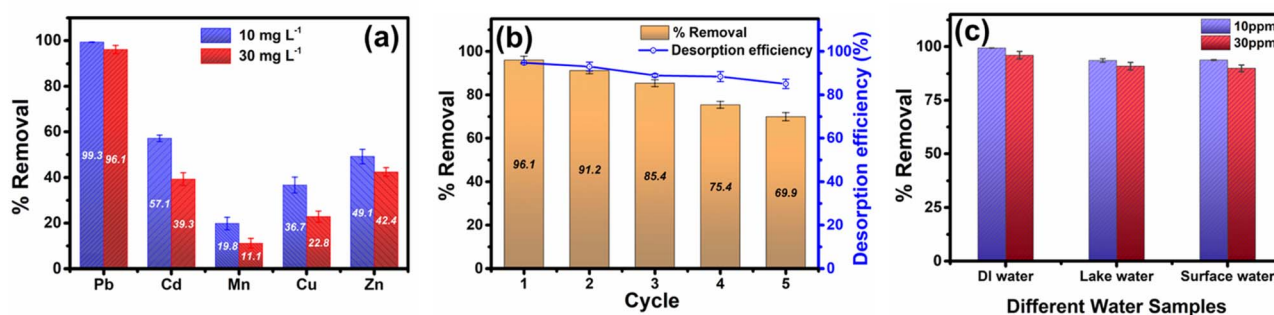 (a)
10 mg L⁻¹
30 mg L⁻¹
% Removal
100
80
60
40
20
0
99.3
96.1
57.1
39.3
19.8
11.1
36.7
22.8
49.1
42.4
Pb Cd Mn Cu Zn
(b)
% Removal
Desorption efficiency
% Removal
100
80
60
40
20
0
96.1
91.2
85.4
75.4
69.9
1 2 3 4 5
Cycle
100
80
60
40
20
0
Desorption efficiency (%)
(c)
10ppm
30ppm
% Removal
100
75
50
25
0
DI water Lake water Surface water
Different Water Samples